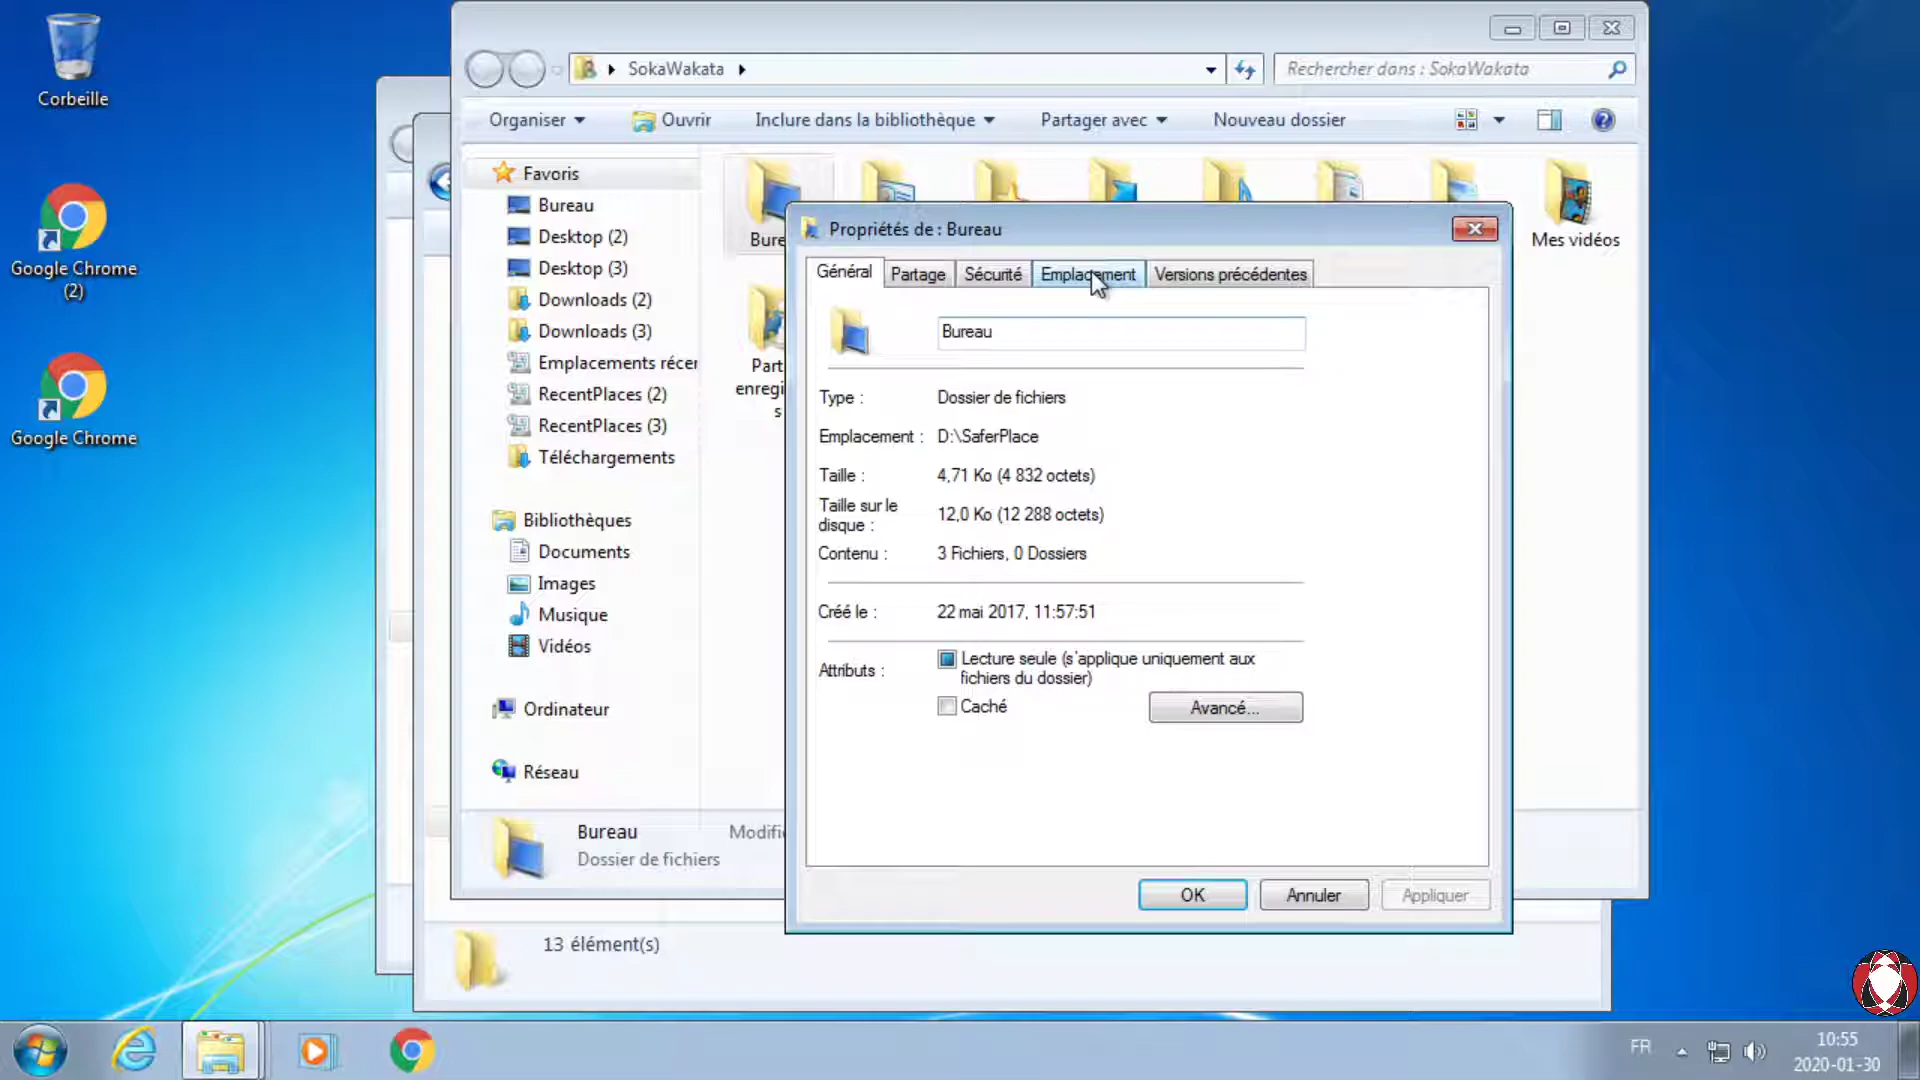 Corbeille
Google Chrome
(2)
Google Chrome
SokaWakata
Rechercher dans : SokaWakata
Organiser
Ouvrir
Inclure dans la bibliothèque
Partager avec
Nouveau dossier
Favoris
Bureau
Desktop (2)
Desktop (3)
Downloads (2)
Downloads (3)
Emplacements récer
RecentPlaces (2)
RecentPlaces (3)
Téléchargements
Bibliothèques
Documents
Images
Musique
Vidéos
Ordinateur
Réseau
Bure
Mes vidéos
Part
enregi
s
Propriétés de : Bureau
Général
Partage
Sécurité
Emplacement
Versions précédentes
Bureau
Type : Dossier de fichiers
Emplacement : D:\SaferPlace
Taille : 4,71 Ko (4 832 octets)
Taille sur le
disque : 12,0 Ko (12 288 octets)
Contenu : 3 Fichiers, 0 Dossiers
Créé le : 22 mai 2017, 11:57:51
Attributs : Lecture seule (s'applique uniquement aux
fichiers du dossier)
Caché
Avancé...
OK
Annuler
Appliquer
Bureau
Modifi
Dossier de fichiers
13 élément(s)
FR
10:55
2020-01-30